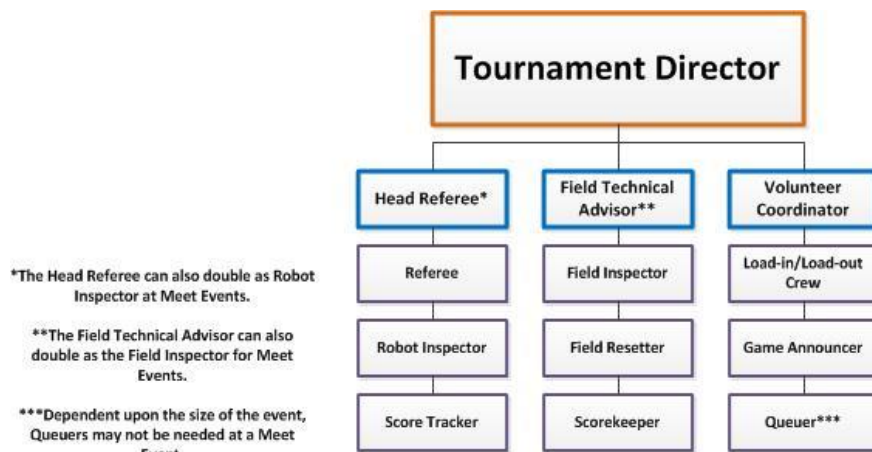 Tournament Director
Head Referee*
Field Technical
Advisor**
Volunteer
Coordinator
Referee
Field Inspector
Load-in/Load-out
Crew
Robot Inspector
Field Resetter
Game Announcer
Score Tracker
Scorekeeper
Queuer***
*The Head Referee can also double as Robot
Inspector at Meet Events.
**The Field Technical Advisor can also
double as the Field Inspector for Meet
Events.
***Dependent upon the size of the event,
Queuers may not be needed at a Meet